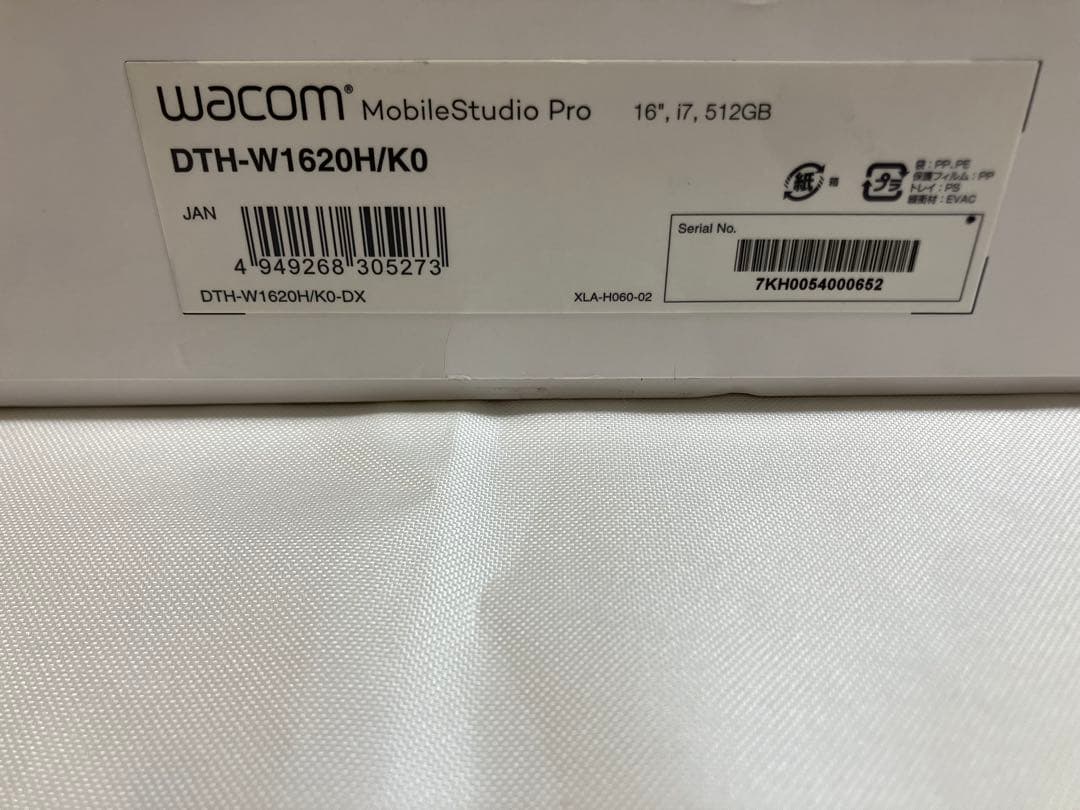 wacom® MobileStudio Pro 16", i7, 512GB
DTH-W1620H/K0
紙 箱
プラ
袋：PP､PE
保護フィルム：PP
トレイ：PS
緩衝材：EVAC
JAN
4 949268 305273
DTH-W1620H/K0-DX
XLA-H060-02
Serial No.
7KH0054000652